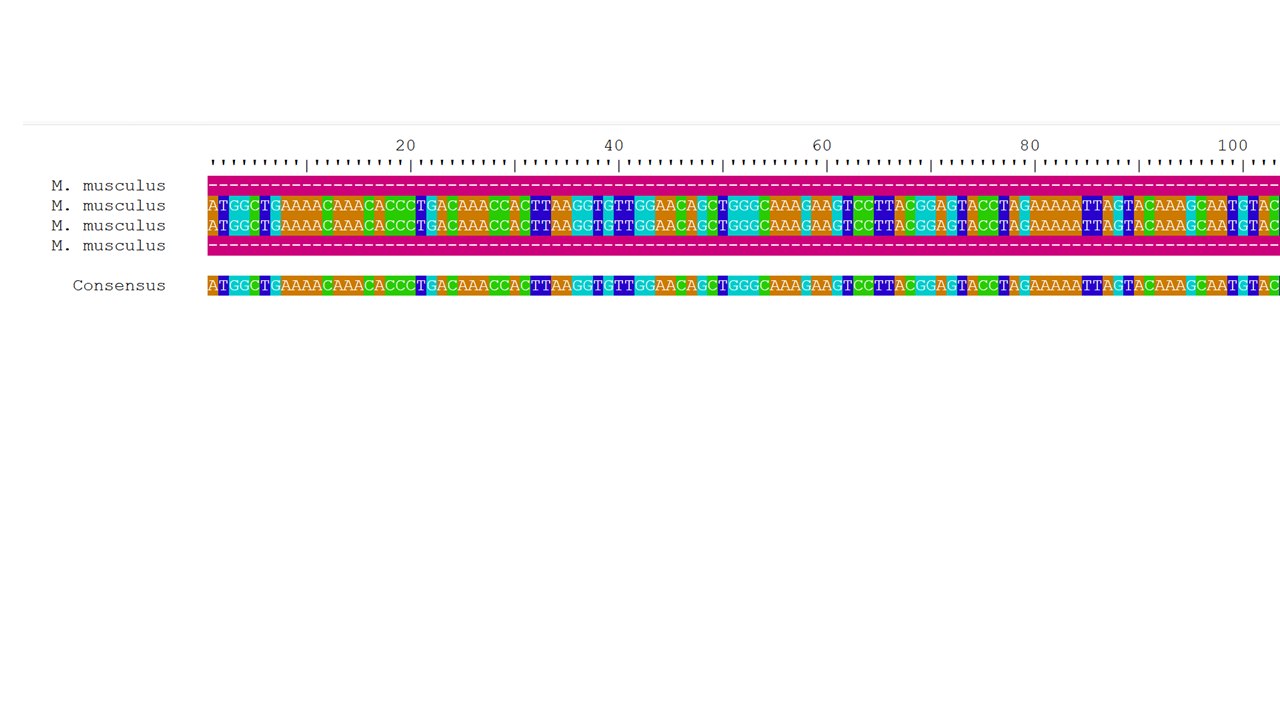 20 40 60 80 100
M. musculus -------------------------------------------------------------------------------------------------------
M. musculus ATGGCTGAAAACAAACACCCTGACAAACCACTTAAGGTGTTGGAACAGCTGGGCAAAGAAGTCCTTACGGAGTACCTAGAAAAATTAGTACAAAGCAATGTAC
M. musculus ATGGCTGAAAACAAACACCCTGACAAACCACTTAAGGTGTTGGAACAGCTGGGCAAAGAAGTCCTTACGGAGTACCTAGAAAAATTAGTACAAAGCAATGTAC
M. musculus -------------------------------------------------------------------------------------------------------
Consensus ATGGCTGAAAACAAACACCCTGACAAACCACTTAAGGTGTTGGAACAGCTGGGCAAAGAAGTCCTTACGGAGTACCTAGAAAAATTAGTACAAAGCAATGTAC